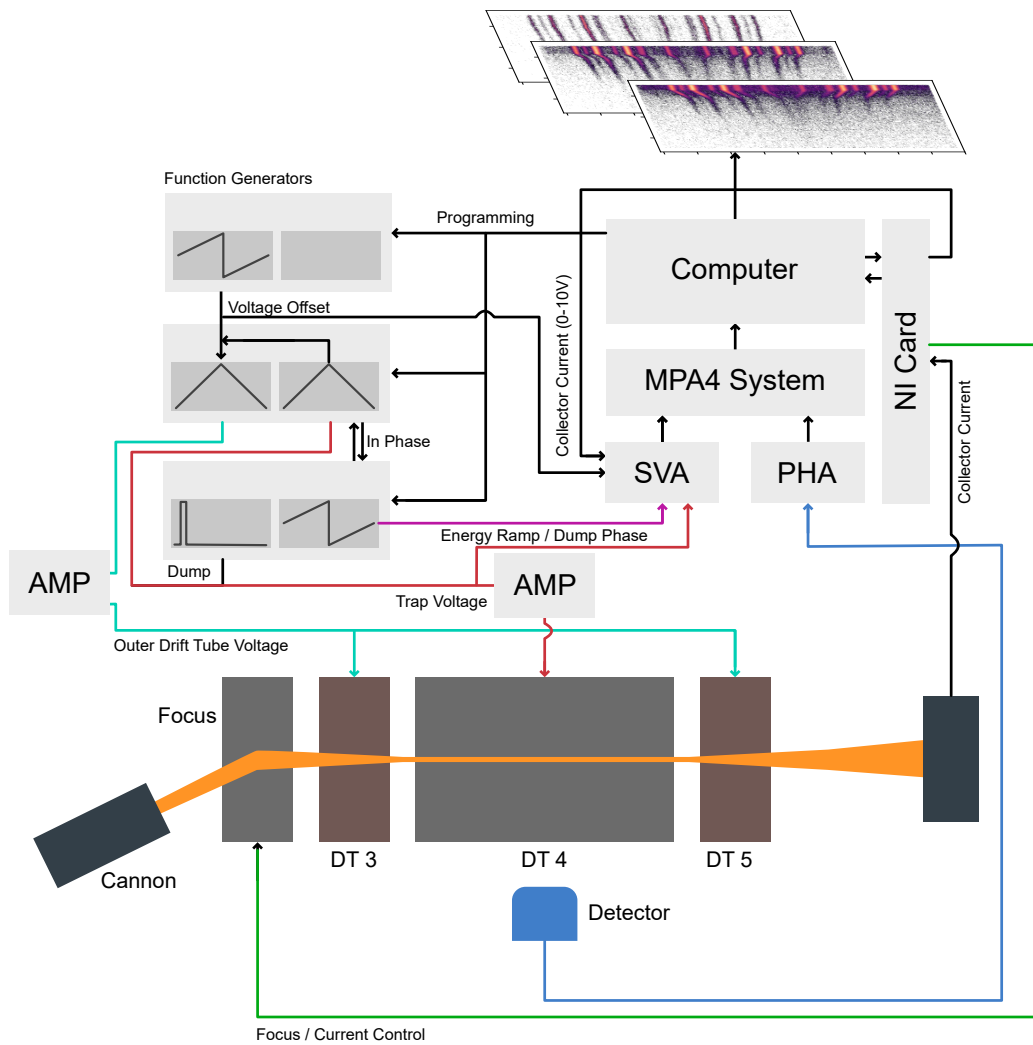 Function Generators
Programming
Computer
Voltage Offset
Collector Current (0-10V)
NI Card
MPA4 System
Collector Current
In Phase
SVA
PHA
Energy Ramp / Dump Phase
Dump
AMP
AMP
Trap Voltage
Outer Drift Tube Voltage
Focus
DT 3
DT 4
DT 5
Cannon
Detector
Focus / Current Control